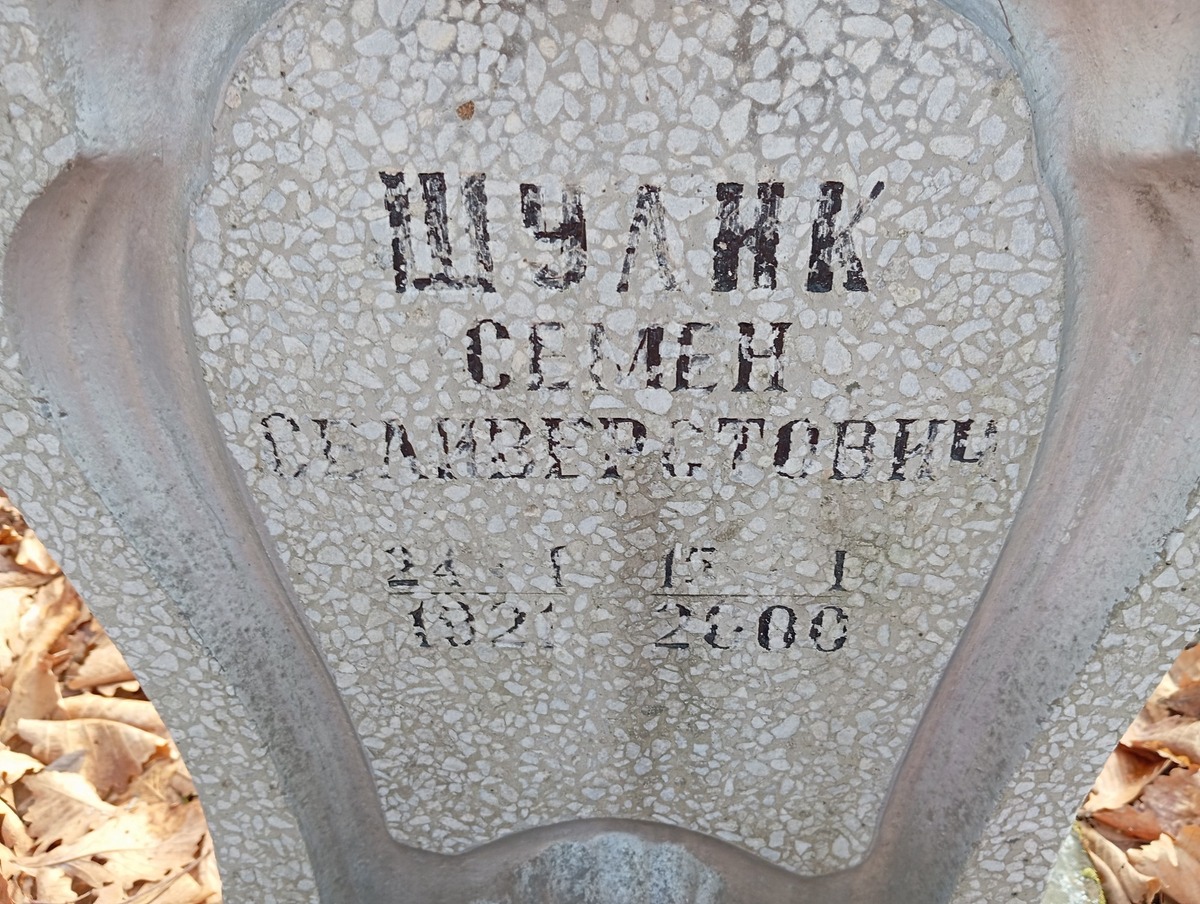 ШУЛИК
СЕМЕН
СЕЛИВЕРСТОВИЧ
24 · I 15 · I
1921 2000